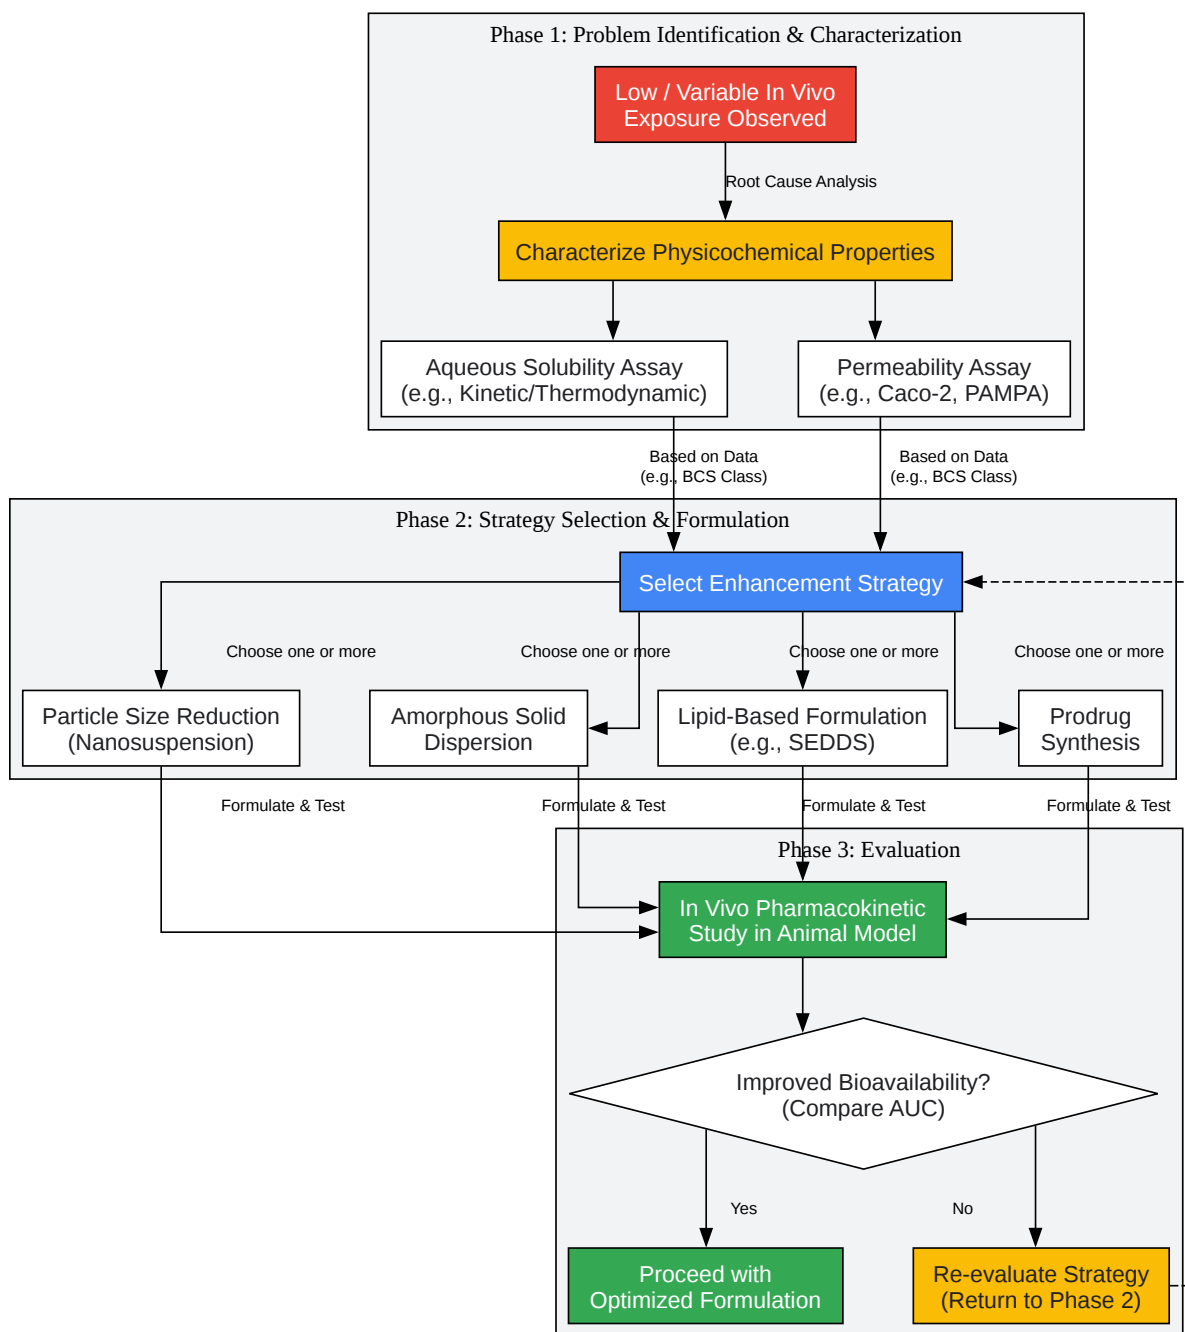 Phase 1: Problem Identification & Characterization
Low / Variable In Vivo
Exposure Observed
Root Cause Analysis
Characterize Physicochemical Properties
Aqueous Solubility Assay
(e.g., Kinetic/Thermodynamic)
Permeability Assay
(e.g., Caco-2, PAMPA)
Based on Data
(e.g., BCS Class)
Based on Data
(e.g., BCS Class)
Phase 2: Strategy Selection & Formulation
Select Enhancement Strategy
Choose one or more
Choose one or more
Choose one or more
Choose one or more
Particle Size Reduction
(Nanosuspension)
Amorphous Solid
Dispersion
Lipid-Based Formulation
(e.g., SEDDS)
Prodrug
Synthesis
Formulate & Test
Formulate & Test
Formulate & Test
Formulate & Test
Phase 3: Evaluation
In Vivo Pharmacokinetic
Study in Animal Model
Improved Bioavailability?
(Compare AUC)
Yes
No
Proceed with
Optimized Formulation
Re-evaluate Strategy
(Return to Phase 2)